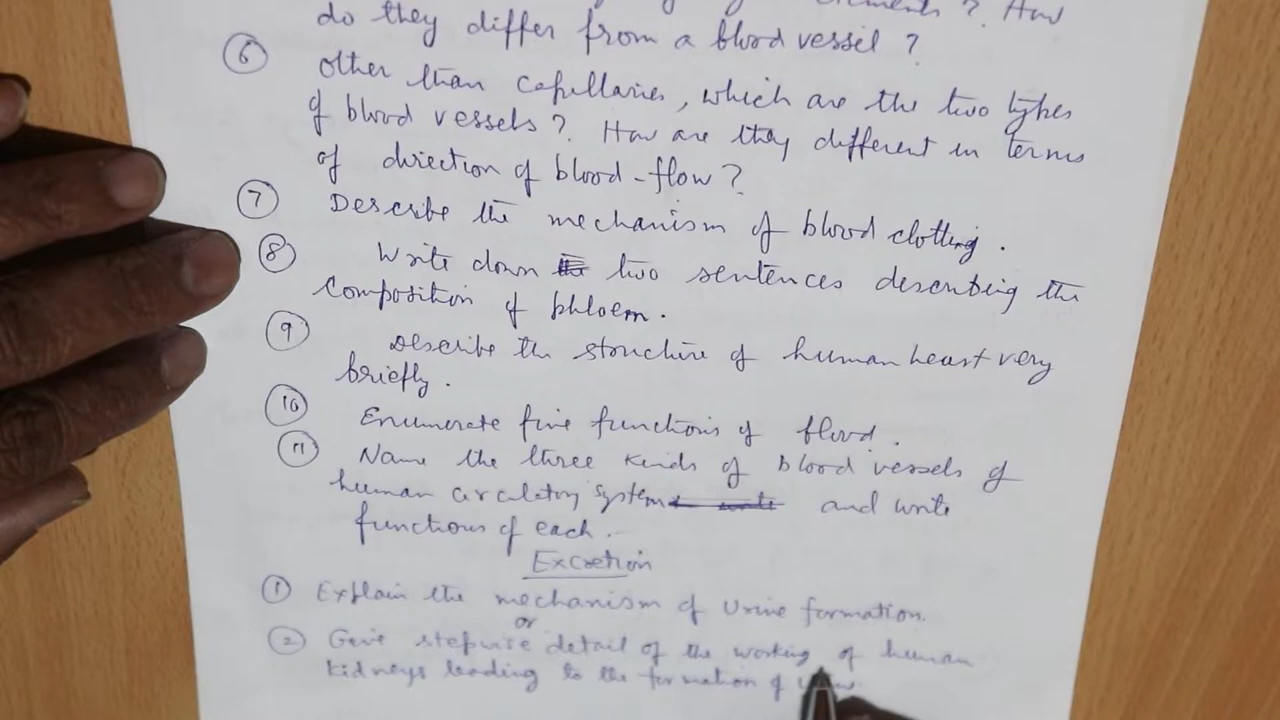 ? How
do they differ from a blood vessel ?
6 Other than capillaries, which are the two types
of blood vessels ? How are they different in terms
of direction of blood-flow ?
7 Describe the mechanism of blood clotting.
8 Write down two sentences describing the
composition of phloem.
9 Describe the structure of human heart very
briefly.
10 Enumerate five functions of blood.
11 Name the three kinds of blood vessels of
human circulatory system and write
functions of each.
Excretion
1 Explain the mechanism of Urine formation.
or
2 Give stepwise detail of the working of human
kidneys leading to the formation of